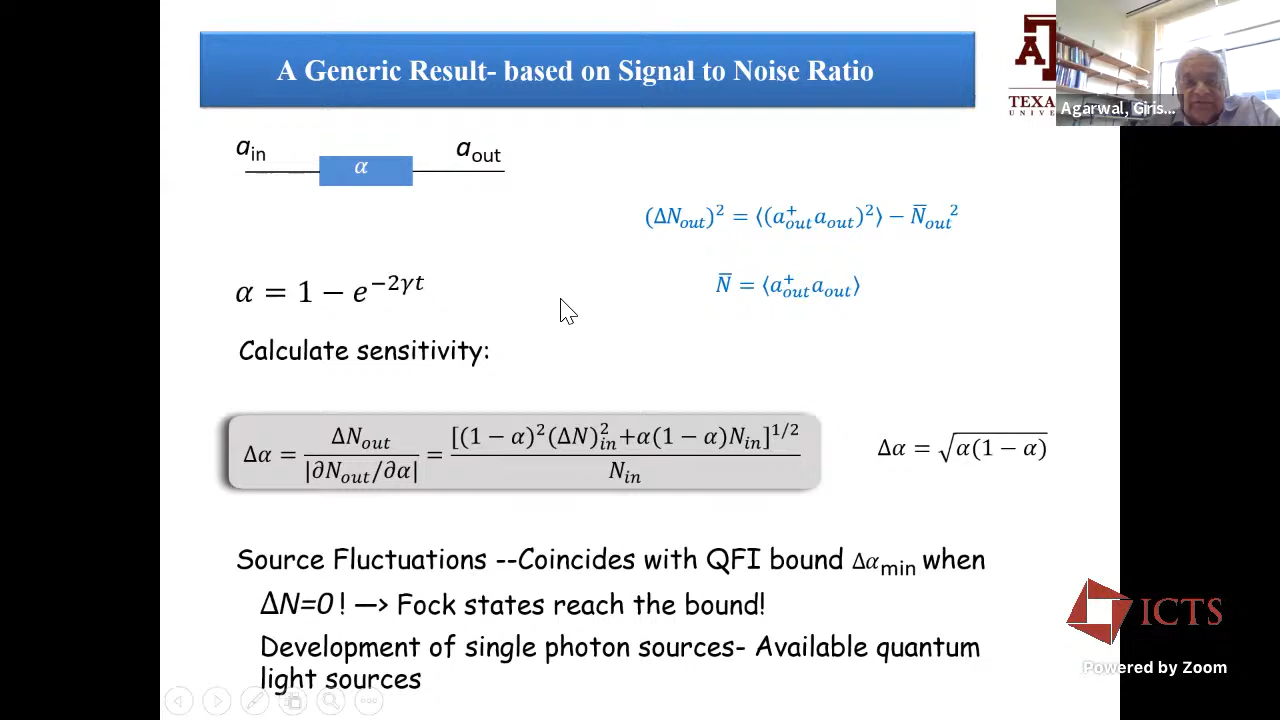 A Generic Result- based on Signal to Noise Ratio
TEXA
UNIVER
Agarwal, Giris...
a_in
α
a_out
(ΔN_out)² = ⟨(a⁺_out a_out)²⟩ − N̅_out²
α = 1 − e^{−2γt}
N̅ = ⟨a⁺_out a_out⟩
Calculate sensitivity:
Δα = ΔN_out / |∂N_out/∂α| = [(1 − α)²(ΔN)²_in+α(1 − α)N_in]^{1/2} / N_in
Δα = √α(1 − α)
Source Fluctuations --Coincides with QFI bound Δα_min when
ΔN=0 ! —> Fock states reach the bound!
Development of single photon sources- Available quantum
light sources
ICTS
Powered by Zoom